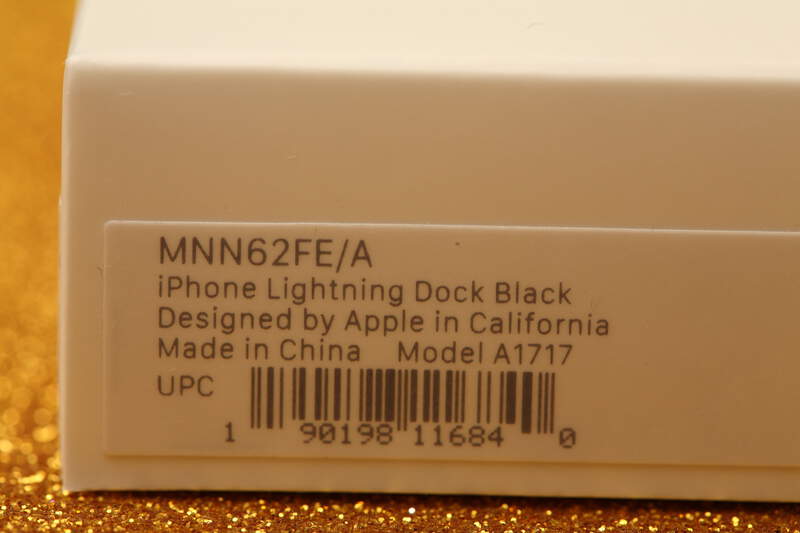 MNN62FE/A
iPhone Lightning Dock Black
Designed by Apple in California
Made in China Model A1717
UPC
1 90198 11684 0